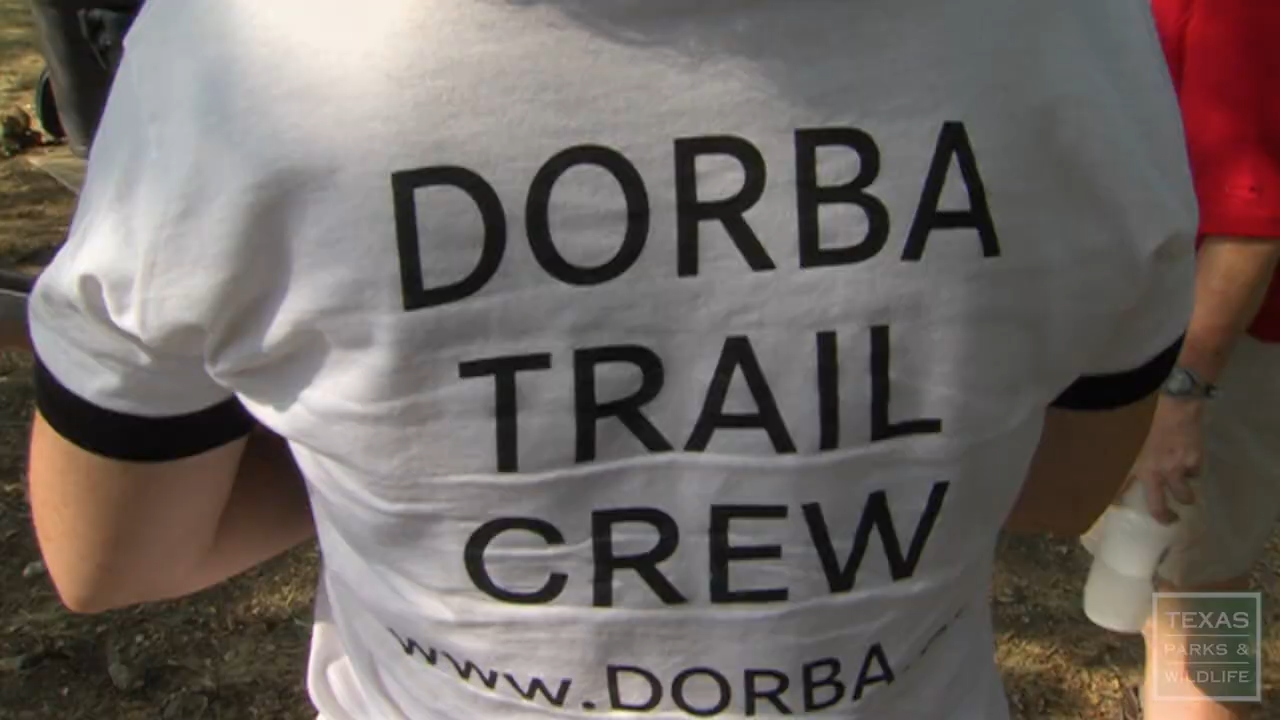 DORBA
TRAIL
CREW
www.DORBA.
TEXAS
PARKS &
WILDLIFE